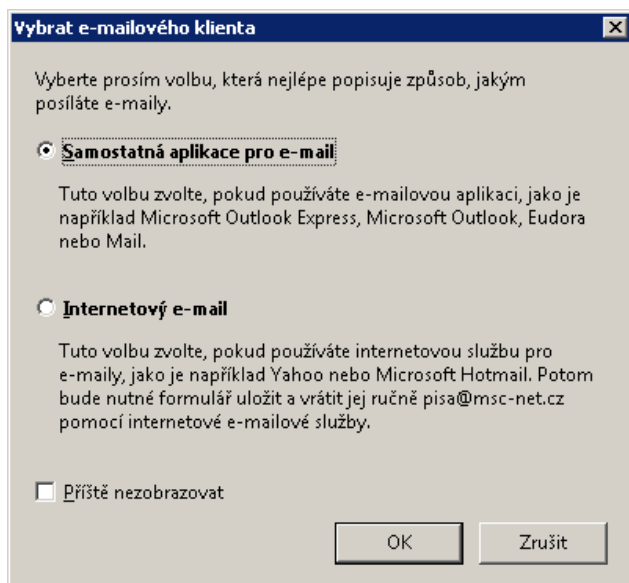 Vybrat e-mailového klienta
Vyberte prosím volbu, která nejlépe popisuje způsob, jakým
posíláte e-maily.
Samostatná aplikace pro e-mail
Tuto volbu zvolte, pokud používáte e-mailovou aplikaci, jako je
například Microsoft Outlook Express, Microsoft Outlook, Eudora
nebo Mail.
Internetový e-mail
Tuto volbu zvolte, pokud používáte internetovou službu pro
e-maily, jako je například Yahoo nebo Microsoft Hotmail. Potom
bude nutné formulář uložit a vrátit jej ručně pisa@msc-net.cz
pomocí internetové e-mailové služby.
Příště nezobrazovat
OK
Zrušit